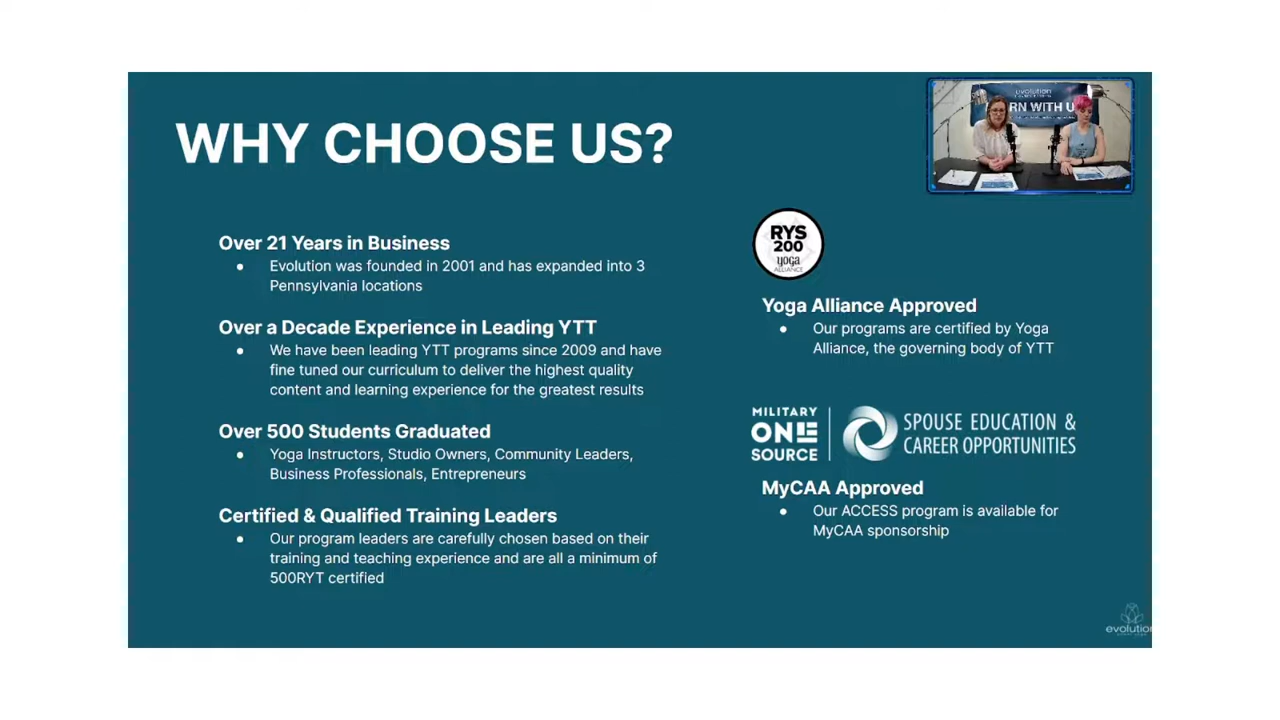 WHY CHOOSE US?
evolution
RN WITH U
Over 21 Years in Business
• Evolution was founded in 2001 and has expanded into 3
Pennsylvania locations
Over a Decade Experience in Leading YTT
• We have been leading YTT programs since 2009 and have
fine tuned our curriculum to deliver the highest quality
content and learning experience for the greatest results
Over 500 Students Graduated
• Yoga Instructors, Studio Owners, Community Leaders,
Business Professionals, Entrepreneurs
Certified & Qualified Training Leaders
• Our program leaders are carefully chosen based on their
training and teaching experience and are all a minimum of
500RYT certified
RYS
200
yoga
ALLIANCE
Yoga Alliance Approved
• Our programs are certified by Yoga
Alliance, the governing body of YTT
MILITARY
ONE
SOURCE
SPOUSE EDUCATION &
CAREER OPPORTUNITIES
MyCAA Approved
• Our ACCESS program is available for
MyCAA sponsorship
evolution